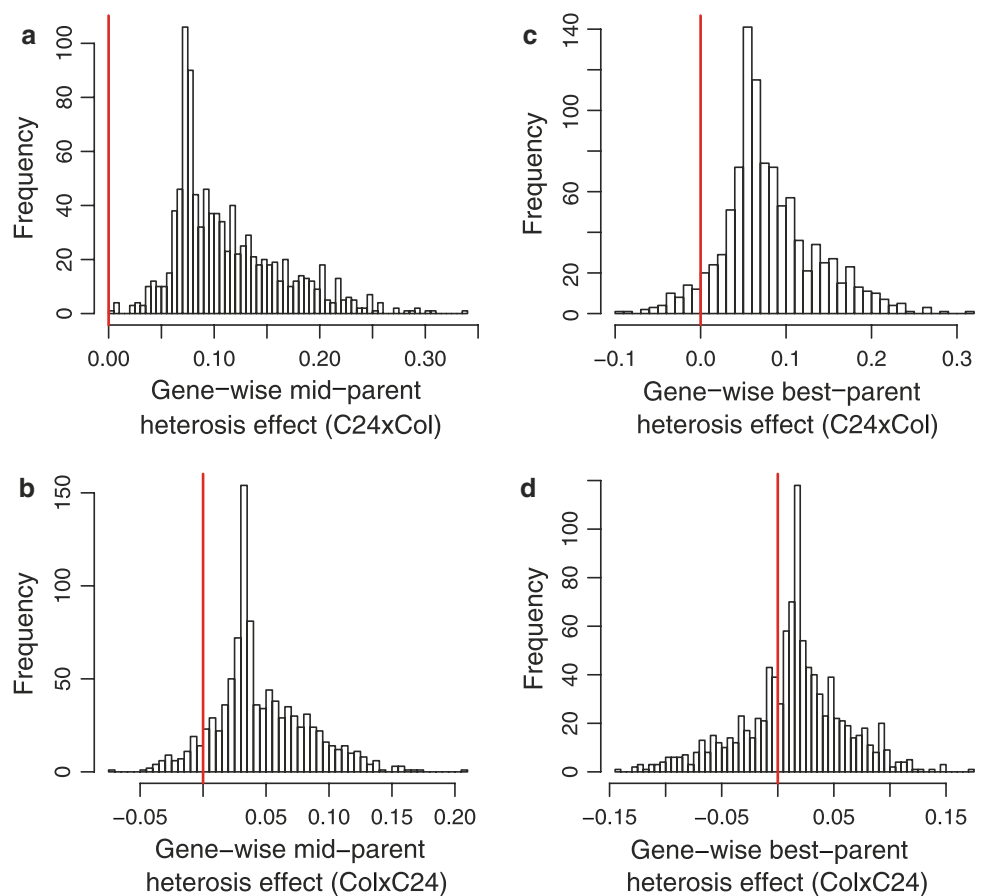 a
Frequency
0
20
40
60
80
100
0.00
0.10
0.20
0.30
Gene−wise mid−parent
heterosis effect (C24xCol)
c
Frequency
0
20
60
100
140
−0.1
0.0
0.1
0.2
0.3
Gene−wise best−parent
heterosis effect (C24xCol)
b
Frequency
0
50
100
150
−0.05
0.05
0.10
0.15
0.20
Gene−wise mid−parent
heterosis effect (ColxC24)
d
Frequency
0
20
40
60
80
100
−0.15
−0.05
0.05
0.15
Gene−wise best−parent
heterosis effect (ColxC24)